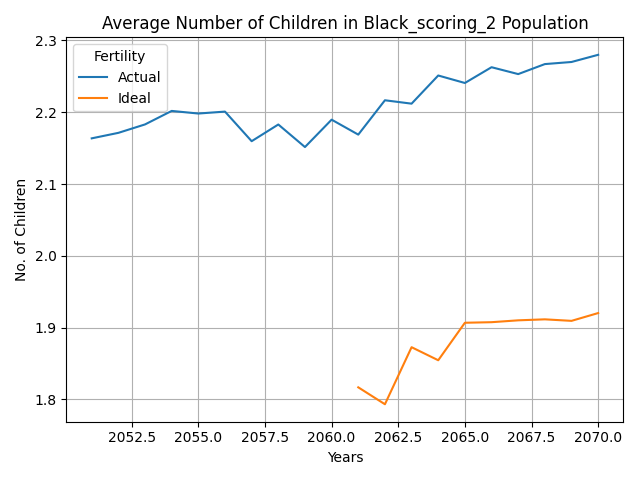 Average Number of Children in Black_scoring_2 Population
Fertility
Actual
Ideal
No. of Children
2.3
2.2
2.1
2.0
1.9
1.8
2052.5 2055.0 2057.5 2060.0 2062.5 2065.0 2067.5 2070.0
Years